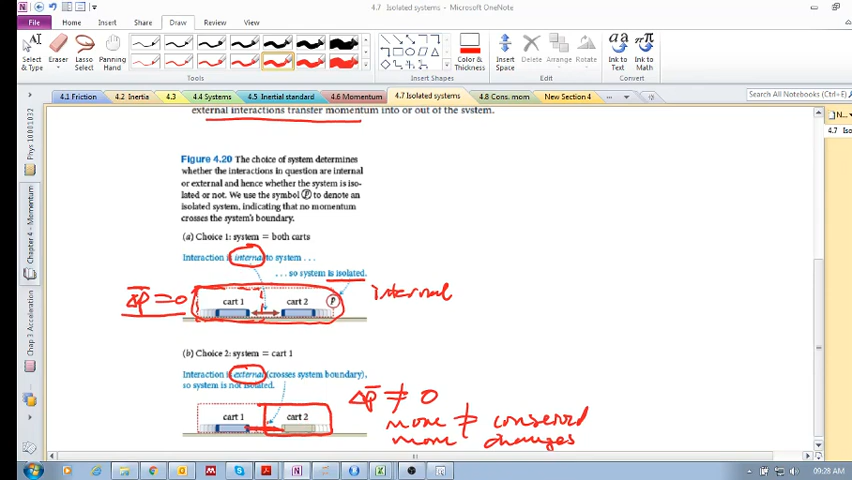 4.7 Isolated systems - Microsoft OneNote
File
Home
Insert
Share
Draw
Review
View
Select & Type
Eraser
Lasso Select
Panning Hand
Tools
Insert Shapes
Color & Thickness
Insert Space
Delete
Arrange
Rotate
Edit
Ink to Text
Ink to Math
Convert
4.1 Friction
4.2 Inertia
4.3
4.4 Systems
4.5 Inertial standard
4.6 Momentum
4.7 Isolated systems
4.8 Cons. mom
New Section 4
Search All Notebooks
Phys 10001032
Chapter 4 - Momentum
Chap 3 Acceleration
N...
4.7 Iso
external interactions transfer momentum into or out of the system.
Figure 4.20 The choice of system determines
whether the interactions in question are internal
or external and hence whether the system is iso-
lated or not. We use the symbol Ⓟ to denote an
isolated system, indicating that no momentum
crosses the system's boundary.
(a) Choice 1: system = both carts
Interaction is internal to system . . .
. . . so system is isolated.
Δp = 0
cart 1
cart 2
P
internal
(b) Choice 2: system = cart 1
Interaction is external (crosses system boundary),
so system is not isolated.
cart 1
cart 2
Δp ≠ 0
mom ≠ conserved
mom changes
09:28 AM